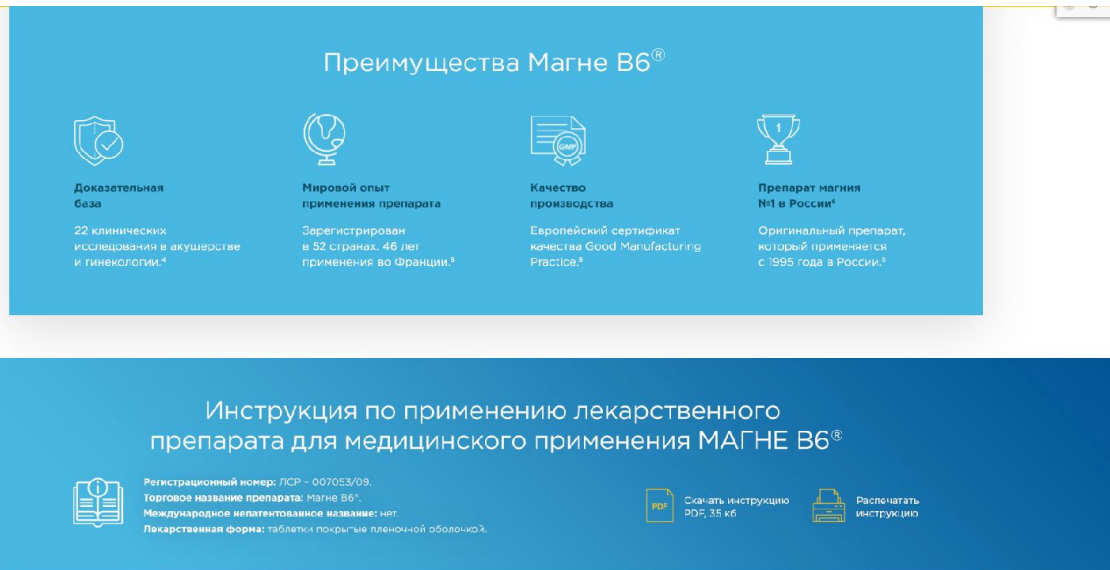 Преимущества Магне B6®
Доказательная
база
22 клинических
исследования в акушерстве
и гинекологии.⁴
Мировой опыт
применения препарата
Зарегистрирован
в 52 странах. 46 лет
применения во Франции.⁵
GMP
Качество
производства
Европейский сертификат
качества Good Manufacturing
Practice.⁵
1
Препарат магния
№1 в России⁶
Оригинальный препарат,
который применяется
с 1995 года в России.⁵
Инструкция по применению лекарственного
препарата для медицинского применения МАГНЕ B6®
Регистрационный номер: ЛСР – 007053/09.
Торговое название препарата: Магне B6®.
Международное непатентованное название: нет.
Лекарственная форма: таблетки покрытые пленочной оболочкой.
PDF
Скачать инструкцию
PDF, 35 кб
Распечатать
инструкцию